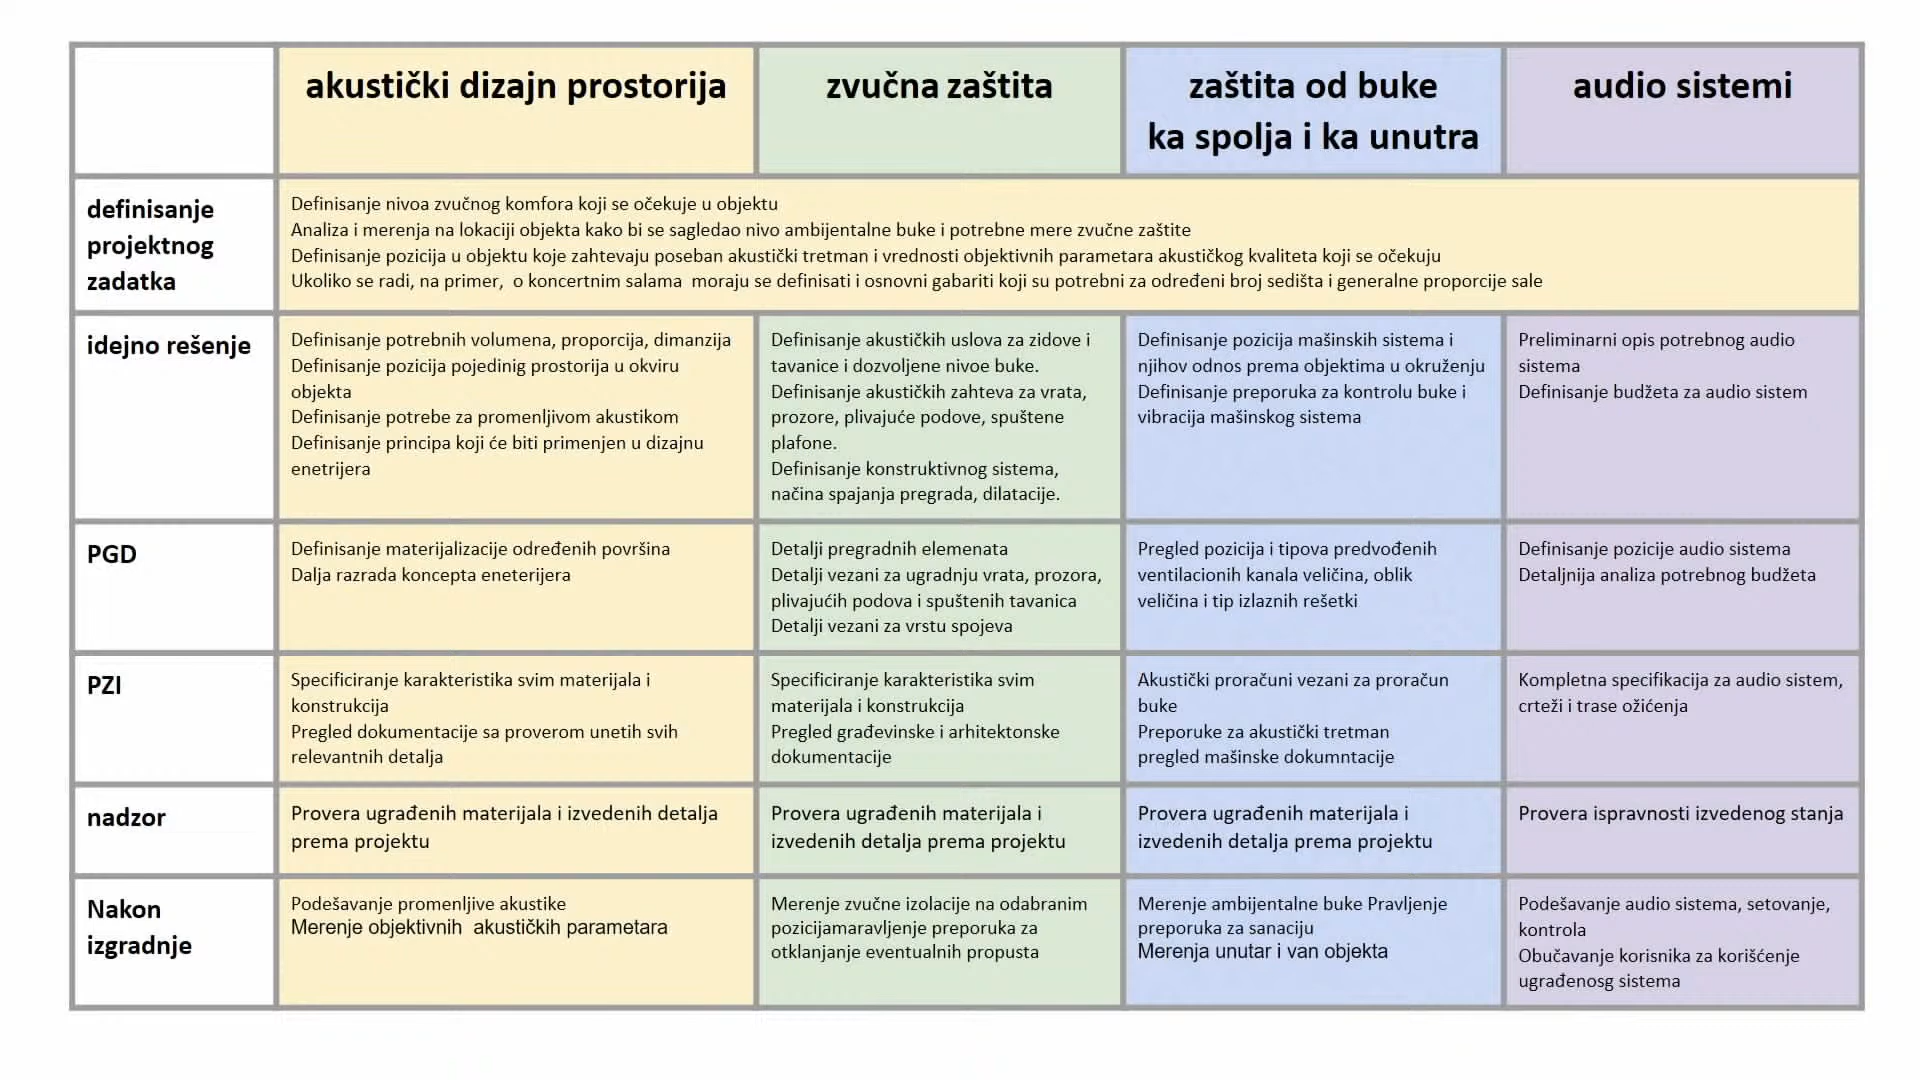 akustički dizajn prostorija
zvučna zaštita
zaštita od buke
ka spolja i ka unutra
audio sistemi
definisanje
projektnog
zadatka
Definisanje nivoa zvučnog komfora koji se očekuje u objektu
Analiza i merenja na lokaciji objekta kako bi se sagledao nivo ambijentalne buke i potrebne mere zvučne zaštite
Definisanje pozicija u objektu koje zahtevaju poseban akustički tretman i vrednosti objektivnih parametara akustičkog kvaliteta koji se očekuju
Ukoliko se radi, na primer,  o koncertnim salama  moraju se definisati i osnovni gabariti koji su potrebni za određeni broj sedišta i generalne proporcije sale
idejno rešenje
Definisanje potrebnih volumena, proporcija, dimanzija
Definisanje pozicija pojedinig prostorija u okviru
objekta
Definisanje potrebe za promenljivom akustikom
Definisanje principa koji će biti primenjen u dizajnu
enetrijera
Definisanje akustičkih uslova za zidove i
tavanice i dozvoljene nivoe buke.
Definisanje akustičkih zahteva za vrata,
prozore, plivajuće podove, spuštene
plafone.
Definisanje konstruktivnog sistema,
načina spajanja pregrada, dilatacije.
Definisanje pozicija mašinskih sistema i
njihov odnos prema objektima u okruženju
Definisanje preporuka za kontrolu buke i
vibracija mašinskog sistema
Preliminarni opis potrebnog audio
sistema
Definisanje budžeta za audio sistem
PGD
Definisanje materijalizacije određenih površina
Dalja razrada koncepta eneterijera
Detalji pregradnih elemenata
Detalji vezani za ugradnju vrata, prozora,
plivajućih podova i spuštenih tavanica
Detalji vezani za vrstu spojeva
Pregled pozicija i tipova predvođenih
ventilacionih kanala veličina, oblik
veličina i tip izlaznih rešetki
Definisanje pozicije audio sistema
Detaljnija analiza potrebnog budžeta
PZI
Specificiranje karakteristika svim materijala i
konstrukcija
Pregled dokumentacije sa proverom unetih svih
relevantnih detalja
Specificiranje karakteristika svim
materijala i konstrukcija
Pregled građevinske i arhitektonske
dokumentacije
Akustički proračuni vezani za proračun
buke
Preporuke za akustički tretman
pregled mašinske dokumntacije
Kompletna specifikacija za audio sistem,
crteži i trase ožićenja
nadzor
Provera ugrađenih materijala i izvedenih detalja
prema projektu
Provera ugrađenih materijala i
izvedenih detalja prema projektu
Provera ugrađenih materijala i
izvedenih detalja prema projektu
Provera ispravnosti izvedenog stanja
Nakon
izgradnje
Podešavanje promenljive akustike
Merenje objektivnih  akustičkih parametara
Merenje zvučne izolacije na odabranim
pozicijamaravljenje preporuka za
otklanjanje eventualnih propusta
Merenje ambijentalne buke Pravljenje
preporuka za sanaciju
Merenja unutar i van objekta
Podešavanje audio sistema, setovanje,
kontrola
Obučavanje korisnika za korišćenje
ugrađenosg sistema